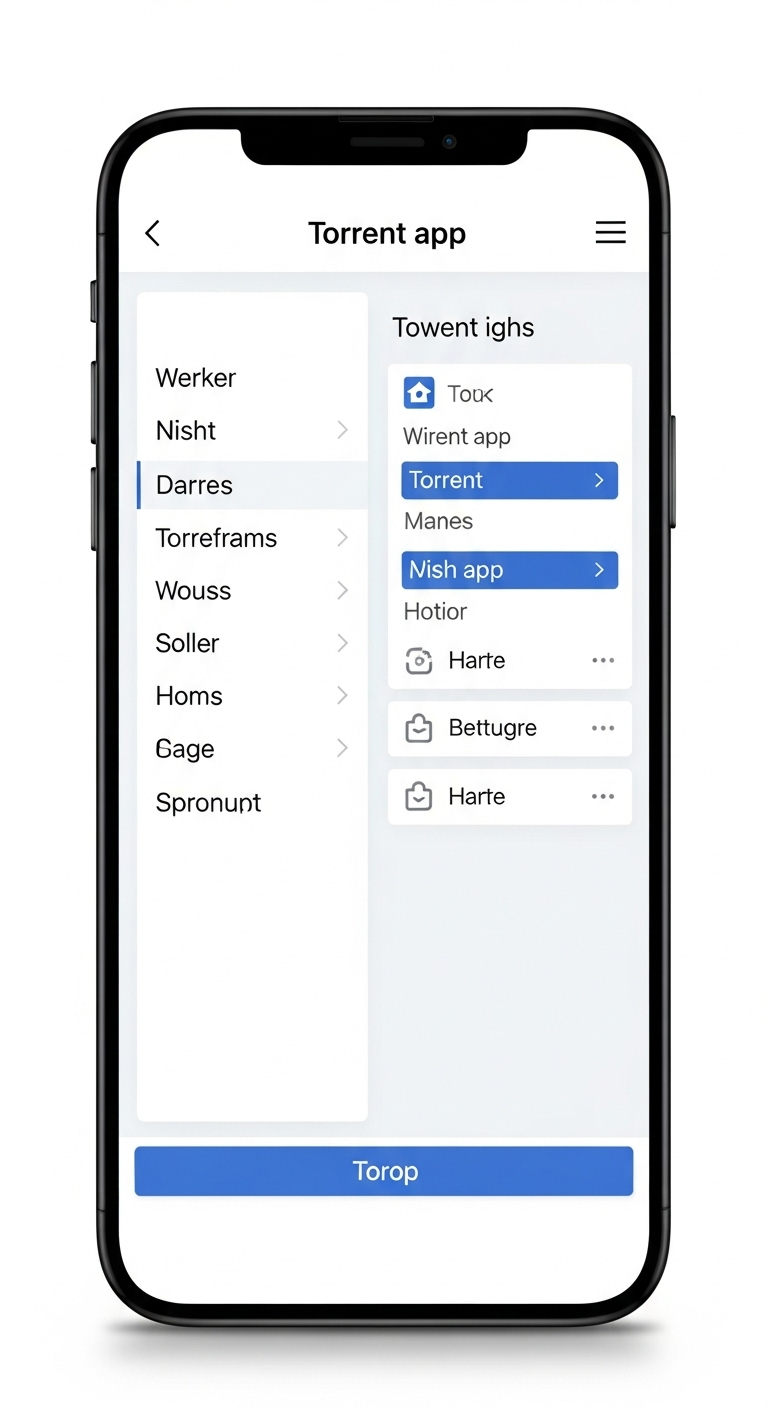 Torrent app
Werker
Nisht
Darres
Torreframs
Wouss
Soller
Homs
Gage
Spronunt
Towent ighs
Wirent app
Torrent
Manes
Nish app
Hotior
Harte
Bettugre
Harte
Torop